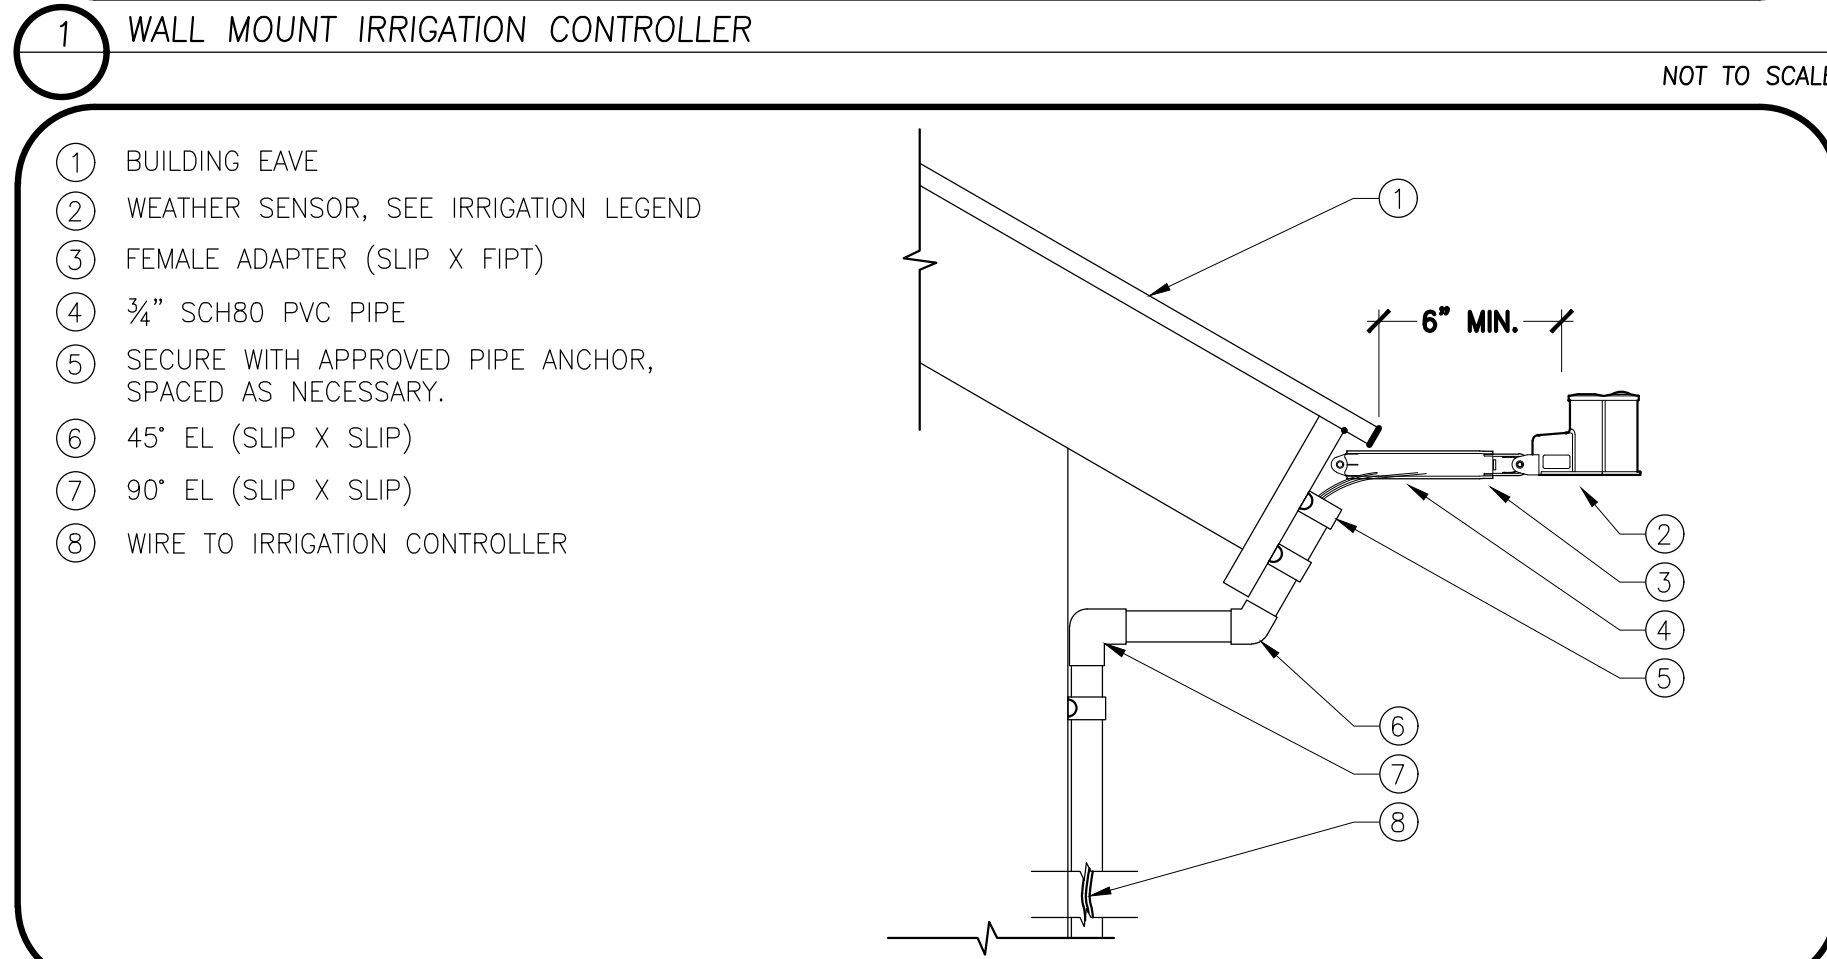 1 WALL MOUNT IRRIGATION CONTROLLER
NOT TO SCALE
1 BUILDING EAVE
2 WEATHER SENSOR, SEE IRRIGATION LEGEND
3 FEMALE ADAPTER (SLIP X FIPT)
4 ¾" SCH80 PVC PIPE
5 SECURE WITH APPROVED PIPE ANCHOR,
SPACED AS NECESSARY.
6 45° EL (SLIP X SLIP)
7 90° EL (SLIP X SLIP)
8 WIRE TO IRRIGATION CONTROLLER
1
6" MIN.
2
3
4
5
6
7
8